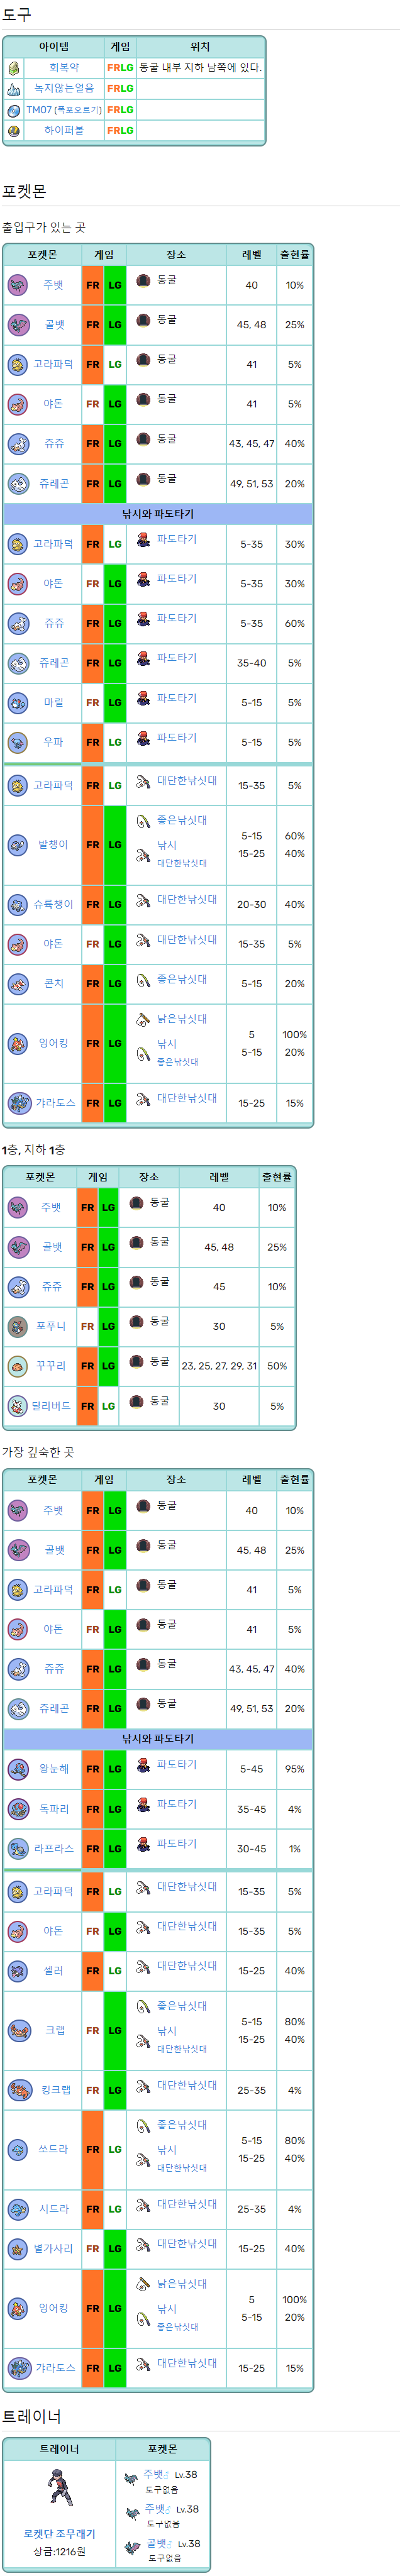 도구
아이템 게임 위치
회복약 FRLG 동굴 내부 지하 남쪽에 있다.
녹지않는얼음 FRLG
TM07 (폭포오르기) FRLG
하이퍼볼 FRLG
포켓몬
출입구가 있는 곳
포켓몬 게임 장소 레벨 출현률
주뱃 FR LG 동굴 40 10%
골뱃 FR LG 동굴 45, 48 25%
고라파덕 FR LG 동굴 41 5%
야돈 FR LG 동굴 41 5%
쥬쥬 FR LG 동굴 43, 45, 47 40%
쥬레곤 FR LG 동굴 49, 51, 53 20%
낚시와 파도타기
고라파덕 FR LG 파도타기 5-35 30%
야돈 FR LG 파도타기 5-35 30%
쥬쥬 FR LG 파도타기 5-35 60%
쥬레곤 FR LG 파도타기 35-40 5%
마릴 FR LG 파도타기 5-15 5%
우파 FR LG 파도타기 5-15 5%
고라파덕 FR LG 대단한낚싯대 15-35 5%
발챙이 FR LG 좋은낚싯대 5-15 60%
낚시 15-25 40%
대단한낚싯대
슈륙챙이 FR LG 대단한낚싯대 20-30 40%
야돈 FR LG 대단한낚싯대 15-35 5%
콘치 FR LG 좋은낚싯대 5-15 20%
잉어킹 FR LG 낡은낚싯대 5 100%
낚시 5-15 20%
좋은낚싯대
갸라도스 FR LG 대단한낚싯대 15-25 15%
1층, 지하 1층
포켓몬 게임 장소 레벨 출현률
주뱃 FR LG 동굴 40 10%
골뱃 FR LG 동굴 45, 48 25%
쥬쥬 FR LG 동굴 45 10%
포푸니 FR LG 동굴 30 5%
꾸꾸리 FR LG 동굴 23, 25, 27, 29, 31 50%
딜리버드 FR LG 동굴 30 5%
가장 깊숙한 곳
포켓몬 게임 장소 레벨 출현률
주뱃 FR LG 동굴 40 10%
골뱃 FR LG 동굴 45, 48 25%
고라파덕 FR LG 동굴 41 5%
야돈 FR LG 동굴 41 5%
쥬쥬 FR LG 동굴 43, 45, 47 40%
쥬레곤 FR LG 동굴 49, 51, 53 20%
낚시와 파도타기
왕눈해 FR LG 파도타기 5-45 95%
독파리 FR LG 파도타기 35-45 4%
라프라스 FR LG 파도타기 30-45 1%
고라파덕 FR LG 대단한낚싯대 15-35 5%
야돈 FR LG 대단한낚싯대 15-35 5%
셀러 FR LG 대단한낚싯대 15-25 40%
크랩 FR LG 좋은낚싯대 5-15 80%
낚시 15-25 40%
대단한낚싯대
킹크랩 FR LG 대단한낚싯대 25-35 4%
쏘드라 FR LG 좋은낚싯대 5-15 80%
낚시 15-25 40%
대단한낚싯대
시드라 FR LG 대단한낚싯대 25-35 4%
별가사리 FR LG 대단한낚싯대 15-25 40%
잉어킹 FR LG 낡은낚싯대 5 100%
낚시 5-15 20%
좋은낚싯대
갸라도스 FR LG 대단한낚싯대 15-25 15%
트레이너
트레이너 포켓몬
주뱃♂ Lv.38
도구없음
주뱃♂ Lv.38
도구없음
골뱃♂ Lv.38
도구없음
로켓단 조무래기
상금:1216원